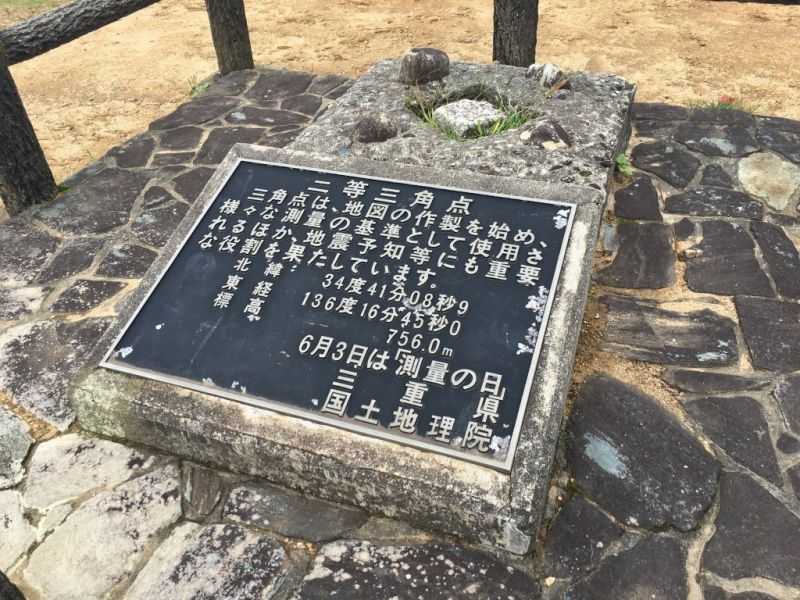 二等三角点
三角点は、地図の作製を始め、
様々な測量の基準として使用さ
れるほか、地震予知等にも重要
な役割を果たしています。
北緯 34度41分08秒9
東経 136度16分45秒0
標高 756.0m
6月3日は「測量の日」
三重県
国土地理院